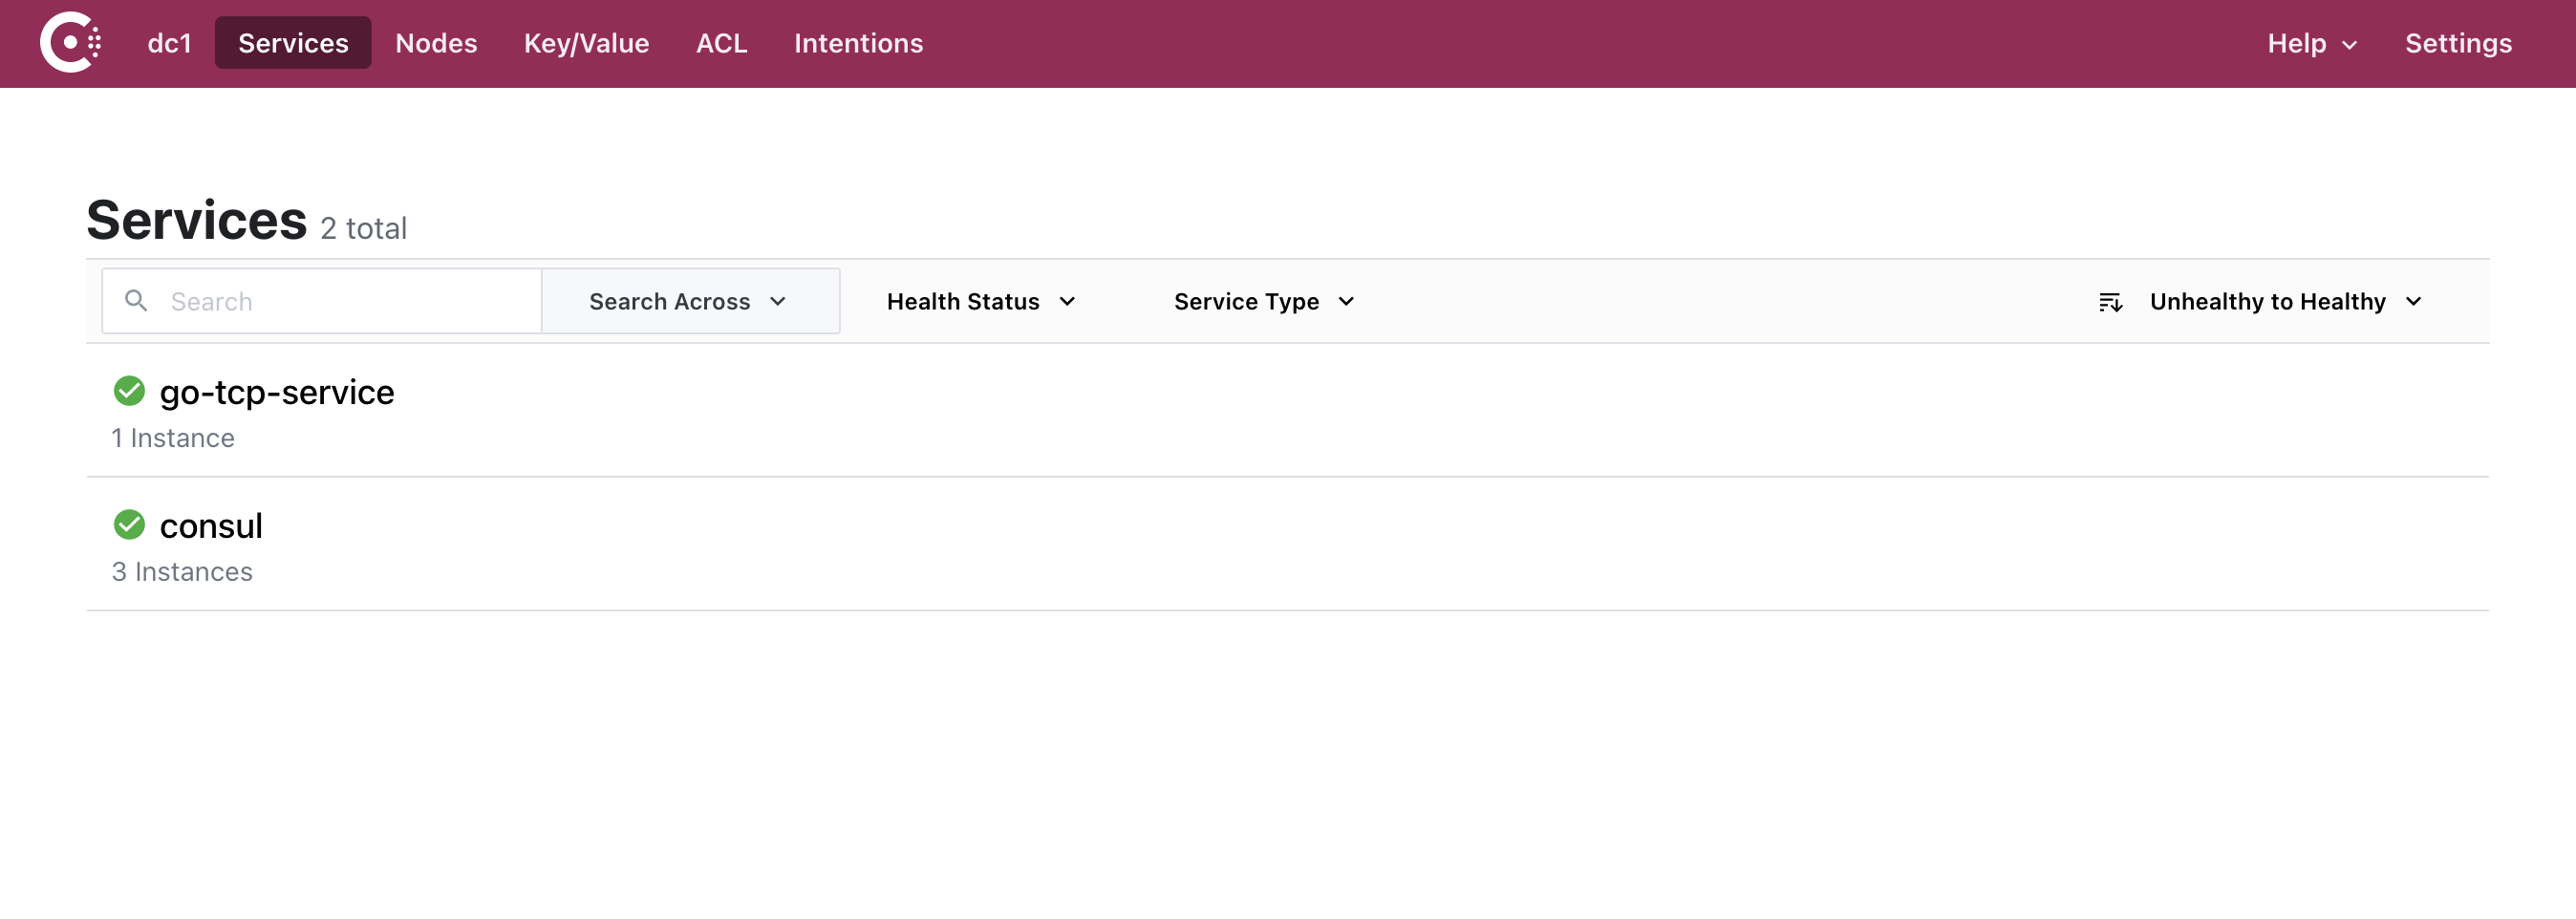 dc1 Services Nodes Key/Value ACL Intentions Help Settings
Services 2 total
Search Search Across Health Status Service Type Unhealthy to Healthy
go-tcp-service
1 Instance
consul
3 Instances